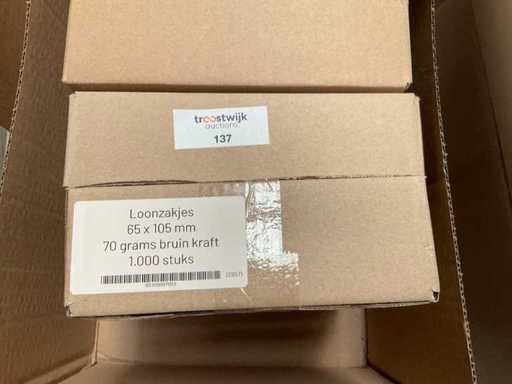 troostwijk
auctions
137
Loonzakjes
65 x 105 mm
70 grams bruin kraft
1.000 stuks